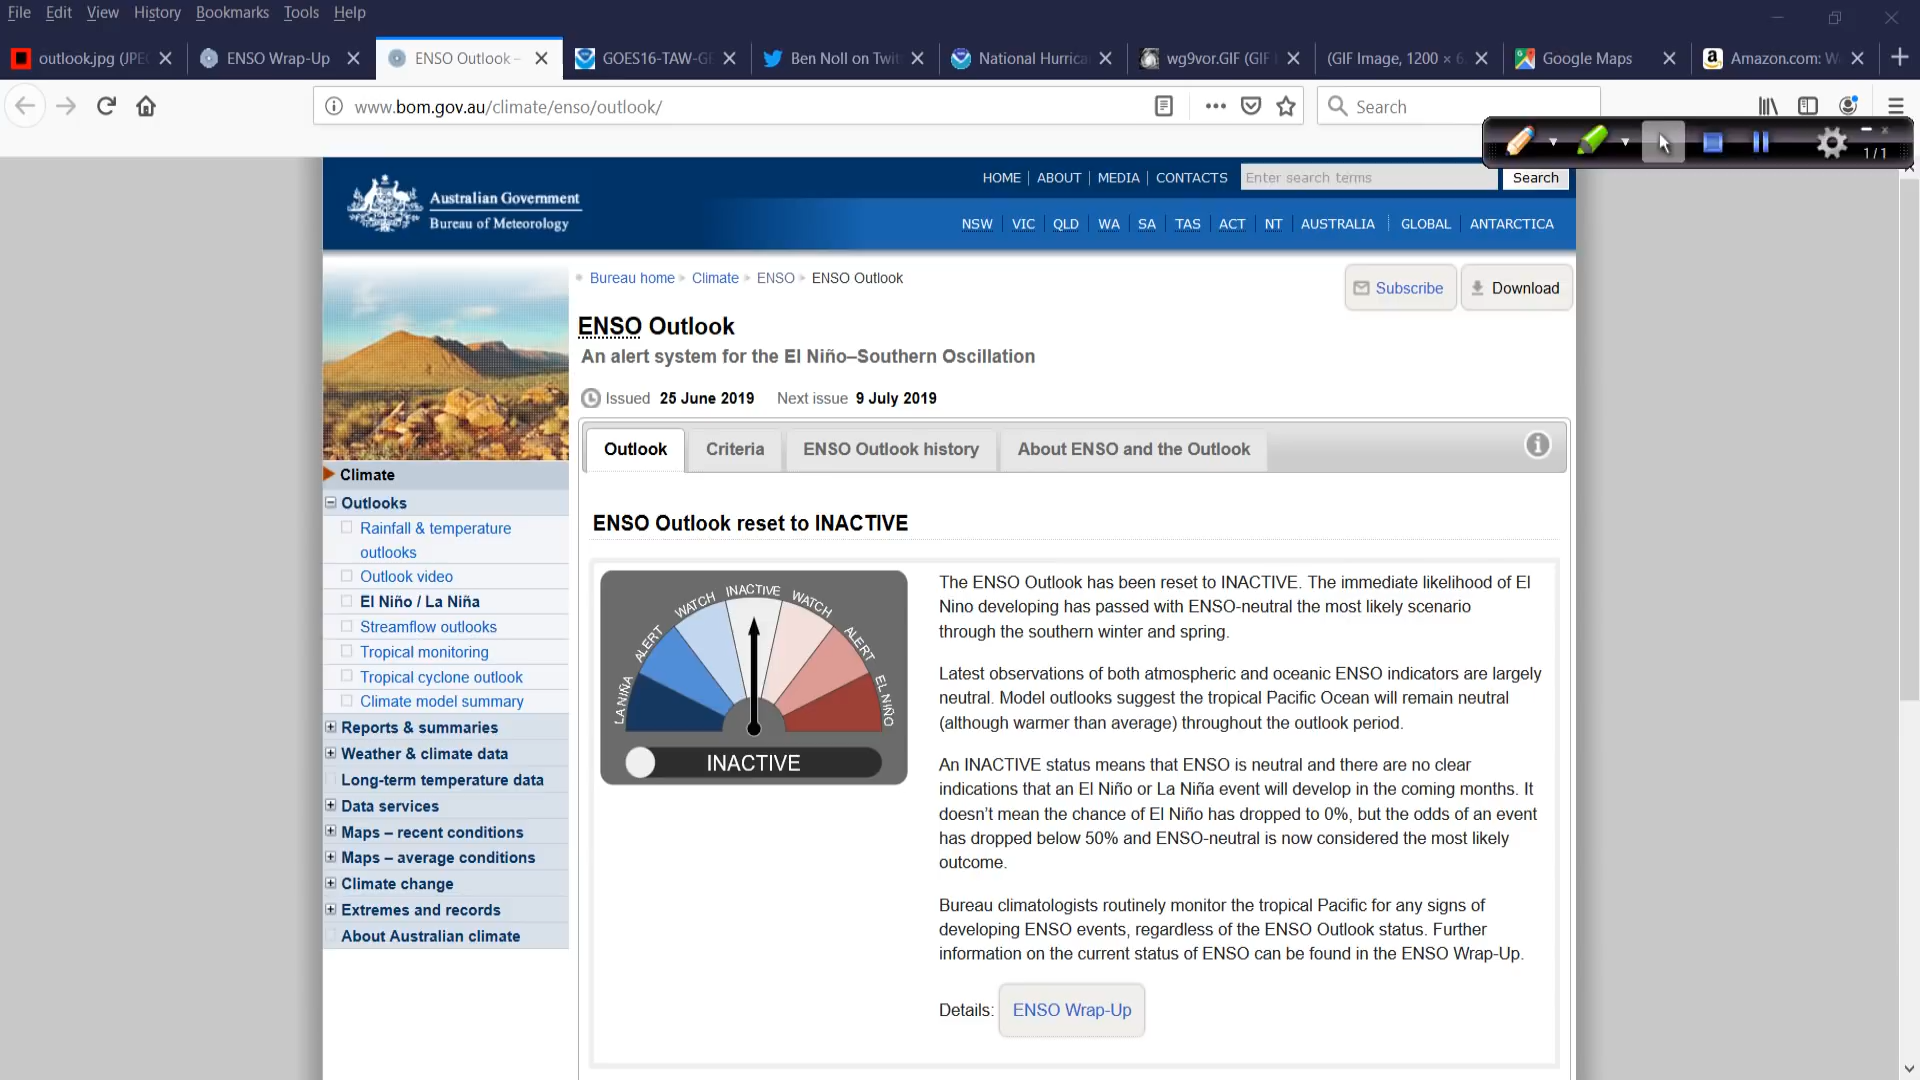 File Edit View History Bookmarks Tools Help
outlook.jpg (JPE
ENSO Wrap-Up
ENSO Outlook –
GOES16-TAW-G
Ben Noll on Twit
National Hurrica
wg9vor.GIF (GIF
(GIF Image, 1200 × 6
Google Maps
Amazon.com: W
www.bom.gov.au/climate/enso/outlook/
Search
1/1
Australian Government
Bureau of Meteorology
HOME | ABOUT | MEDIA | CONTACTS
Enter search terms
Search
NSW | VIC | QLD | WA | SA | TAS | ACT | NT | AUSTRALIA | GLOBAL | ANTARCTICA
Bureau home Climate ENSO ENSO Outlook
Subscribe
Download
ENSO Outlook
An alert system for the El Niño–Southern Oscillation
Issued 25 June 2019 Next issue 9 July 2019
Outlook
Criteria
ENSO Outlook history
About ENSO and the Outlook
Climate
Outlooks
Rainfall & temperature
outlooks
Outlook video
El Niño / La Niña
Streamflow outlooks
Tropical monitoring
Tropical cyclone outlook
Climate model summary
Reports & summaries
Weather & climate data
Long-term temperature data
Data services
Maps – recent conditions
Maps – average conditions
Climate change
Extremes and records
About Australian climate
ENSO Outlook reset to INACTIVE
LA NIÑA
ALERT
WATCH
INACTIVE
WATCH
ALERT
EL NIÑO
INACTIVE
The ENSO Outlook has been reset to INACTIVE. The immediate likelihood of El
Nino developing has passed with ENSO-neutral the most likely scenario
through the southern winter and spring.
Latest observations of both atmospheric and oceanic ENSO indicators are largely
neutral. Model outlooks suggest the tropical Pacific Ocean will remain neutral
(although warmer than average) throughout the outlook period.
An INACTIVE status means that ENSO is neutral and there are no clear
indications that an El Niño or La Niña event will develop in the coming months. It
doesn’t mean the chance of El Niño has dropped to 0%, but the odds of an event
has dropped below 50% and ENSO-neutral is now considered the most likely
outcome.
Bureau climatologists routinely monitor the tropical Pacific for any signs of
developing ENSO events, regardless of the ENSO Outlook status. Further
information on the current status of ENSO can be found in the ENSO Wrap-Up.
Details: ENSO Wrap-Up